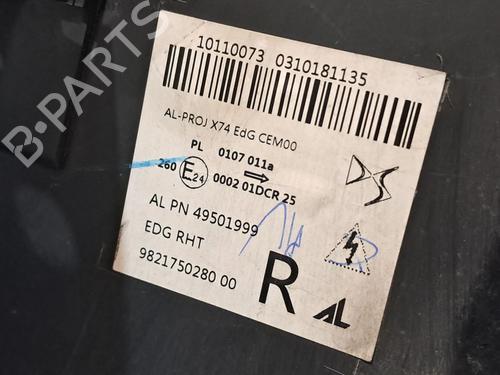 B-PARTS
10110073 0310181135
AL-PROJ X74 EdG CEM00
PL 0107 011a
260 E24 0002 01DCR 25
AL PN 49501999
EDG RHT
9821750280 00
R AL